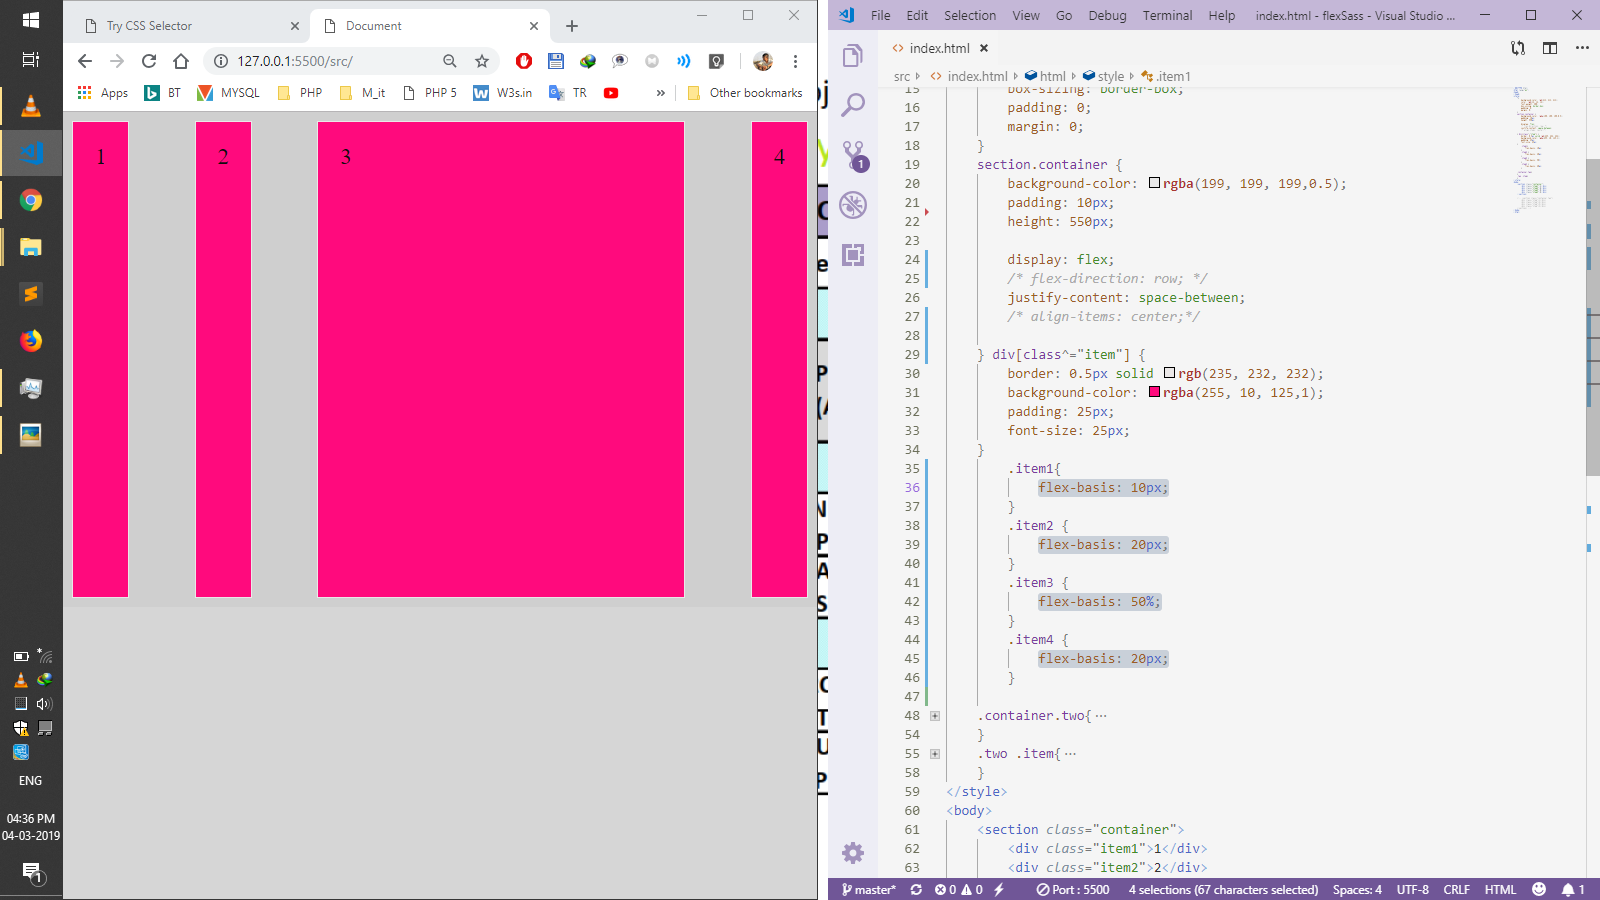 Try CSS Selector
Document
127.0.0.1:5500/src/
Apps BT MYSQL PHP M_it PHP 5 W3s.in TR » Other bookmarks
1 2 3 4
ENG
04:36 PM
04-03-2019
1
File Edit Selection View Go Debug Terminal Help index.html - flexSass - Visual Studio ...
index.html
src index.html html style .item1
1
15 box-sizing: border-box;
16 padding: 0;
17 margin: 0;
18 }
19 section.container {
20 background-color: rgba(199, 199, 199,0.5);
21 padding: 10px;
22 height: 550px;
23
24 display: flex;
25 /* flex-direction: row; */
26 justify-content: space-between;
27 /* align-items: center;*/
28
29 } div[class^="item"] {
30 border: 0.5px solid rgb(235, 232, 232);
31 background-color: rgba(255, 10, 125,1);
32 padding: 25px;
33 font-size: 25px;
34 }
35 .item1{
36 flex-basis: 10px;
37 }
38 .item2 {
39 flex-basis: 20px;
40 }
41 .item3 {
42 flex-basis: 50%;
43 }
44 .item4 {
45 flex-basis: 20px;
46 }
47
48 .container.two{ ...
54 }
55 .two .item{ ...
58 }
59 </style>
60 <body>
61 <section class="container">
62 <div class="item1">1</div>
63 <div class="item2">2</div>
master* 0 0 Port : 5500 4 selections (67 characters selected) Spaces: 4 UTF-8 CRLF HTML 1